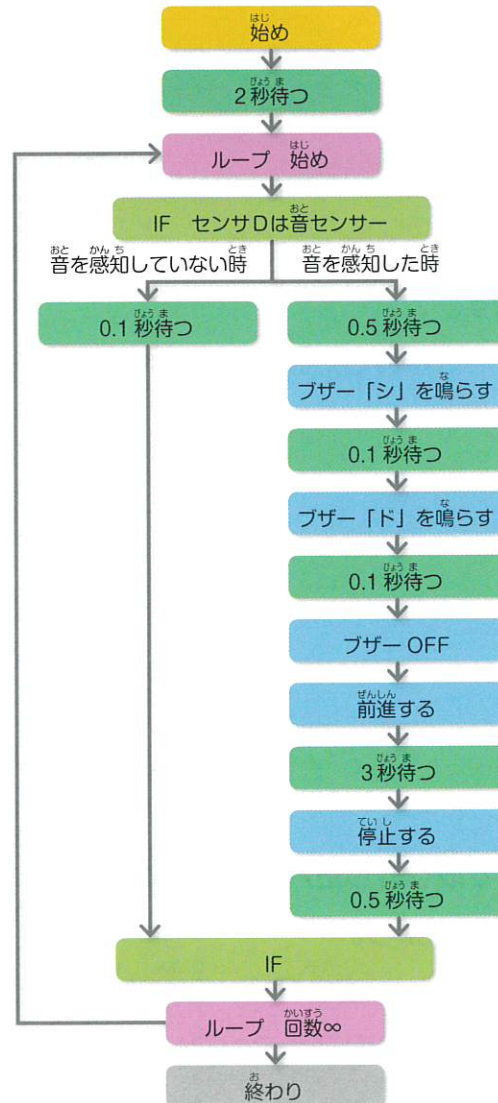 始め
2秒待つ
ループ 始め
IF センサDは音センサー
音を感知していない時
音を感知した時
0.1秒待つ
0.5秒待つ
ブザー「シ」を鳴らす
0.1秒待つ
ブザー「ド」を鳴らす
0.1秒待つ
ブザーOFF
前進する
3秒待つ
停止する
0.5秒待つ
IF
ループ 回数∞
終わり